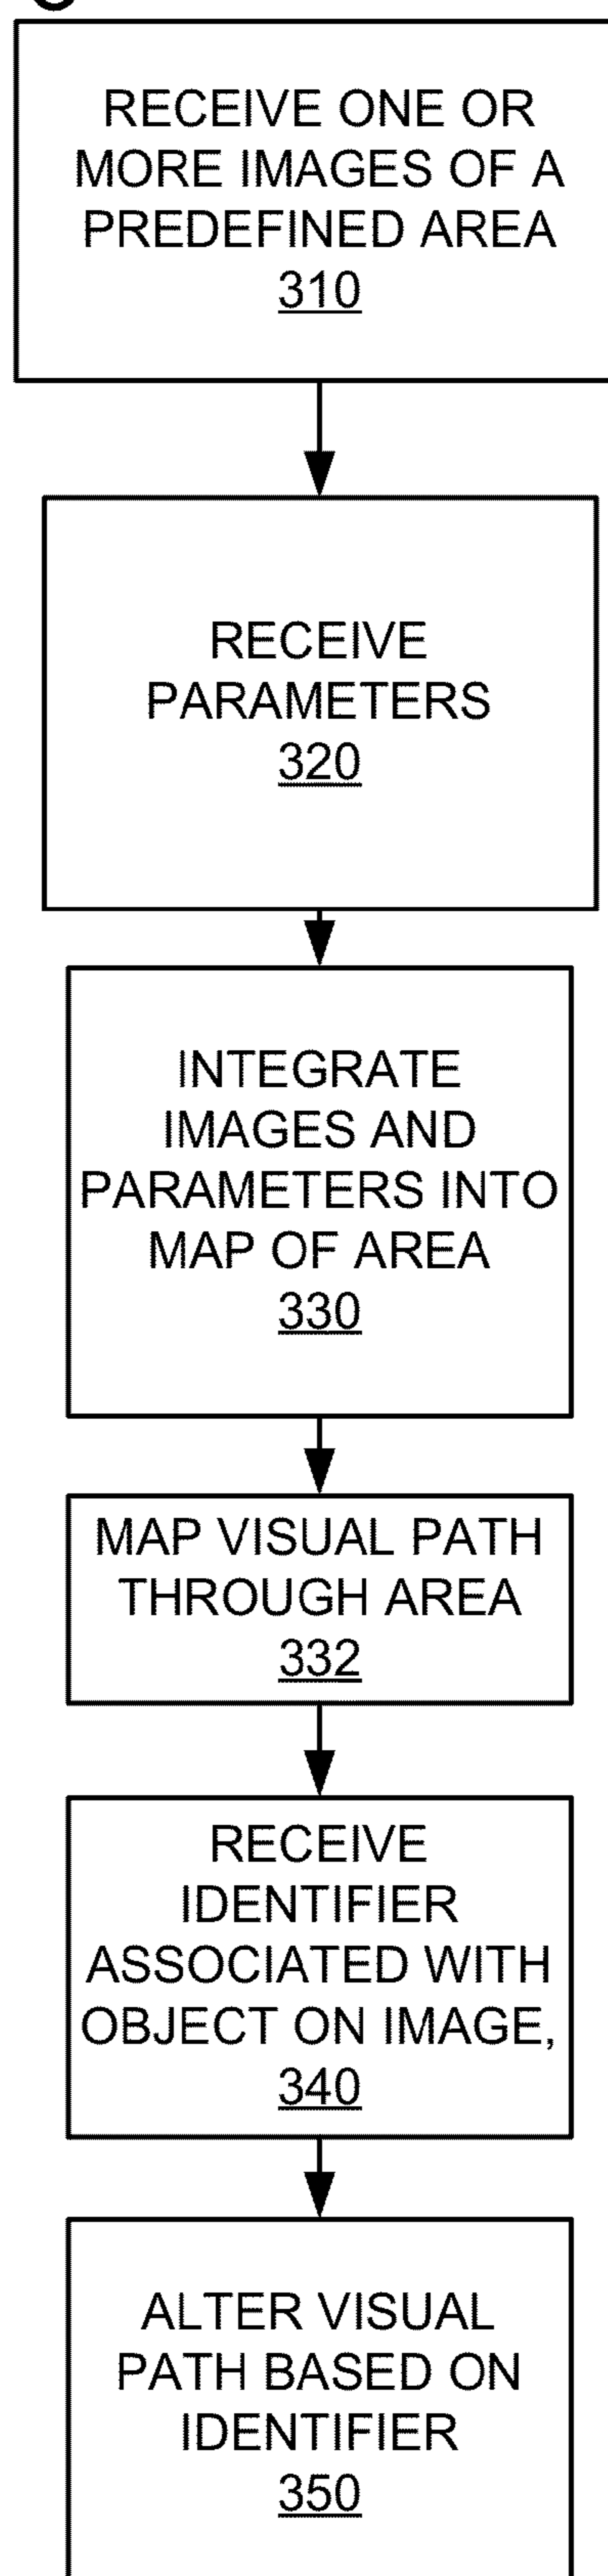 RECEIVE ONE OR
MORE IMAGES OF A
PREDEFINED AREA
310
RECEIVE
PARAMETERS
320
INTEGRATE
IMAGES AND
PARAMETERS INTO
MAP OF AREA
330
MAP VISUAL PATH
THROUGH AREA
332
RECEIVE
IDENTIFIER
ASSOCIATED WITH
OBJECT ON IMAGE,
340
ALTER VISUAL
PATH BASED ON
IDENTIFIER
350